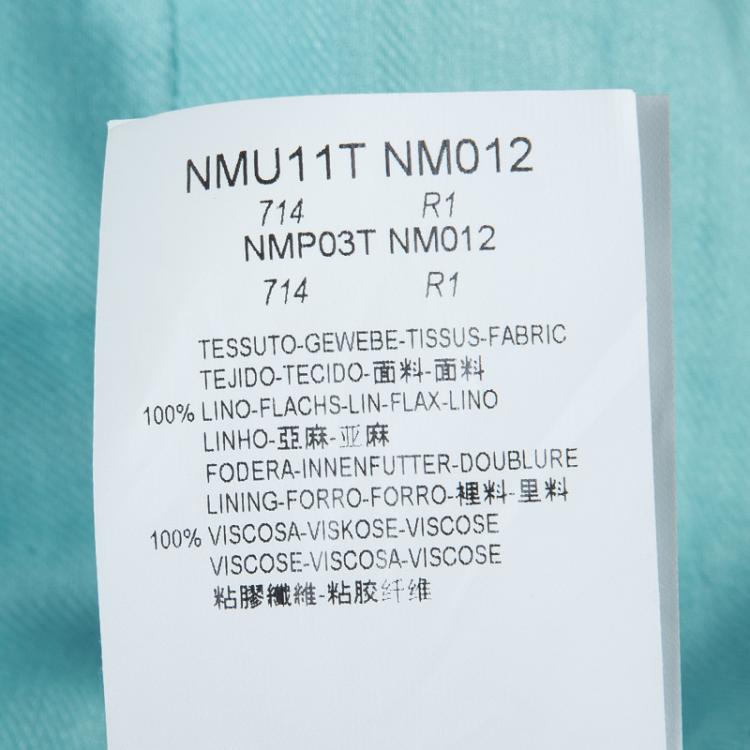 NMU11T NM012
714 R1
NMP03T NM012
714 R1
TESSUTO-GEWEBE-TISSUS-FABRIC
TEJIDO-TECIDO-面料-面料
100% LINO-FLACHS-LIN-FLAX-LINO
LINHO-亞麻-亚麻
FODERA-INNENFUTTER-DOUBLURE
LINING-FORRO-FORRO-裡料-里料
100% VISCOSA-VISKOSE-VISCOSE
VISCOSE-VISCOSA-VISCOSE
粘膠纖維-粘胶纤维